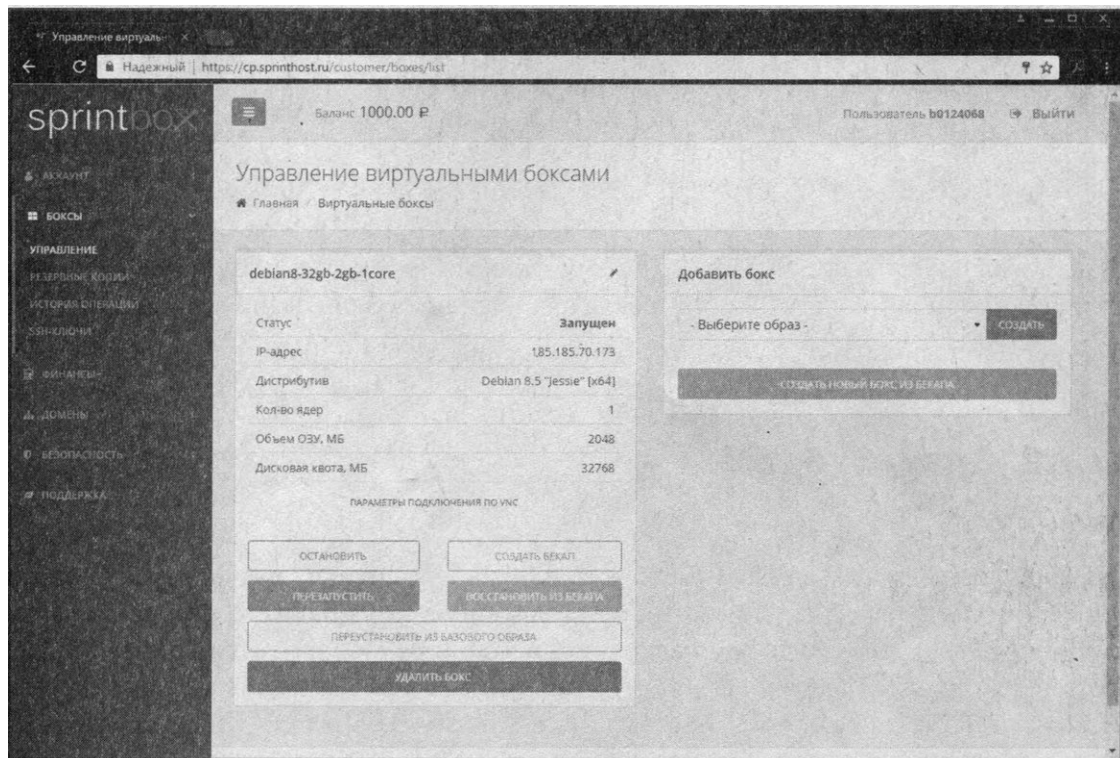 Управление виртуальн
Надежный https://cp.sprinthost.ru/customer/boxes/list
sprintbox
Баланс 1000.00 ₽
Пользователь b0124068
Выйти
АККАУНТ
БОКСЫ
УПРАВЛЕНИЕ
РЕЗЕРВНЫЕ КОПИИ
ИСТОРИЯ ОПЕРАЦИЙ
SSH-КЛЮЧИ
ФИНАНСЫ
ДОМЕНЫ
БЕЗОПАСНОСТЬ
ПОДДЕРЖКА
Управление виртуальными боксами
Главная / Виртуальные боксы
debian8-32gb-2gb-1core
Статус Запущен
IP-адрес 185.185.70.173
Дистрибутив Debian 8.5 "Jessie" [x64]
Кол-во ядер 1
Объем ОЗУ, МБ 2048
Дисковая квота, МБ 32768
ПАРАМЕТРЫ ПОДКЛЮЧЕНИЯ ПО VNC
ОСТАНОВИТЬ
СОЗДАТЬ БЕКАП
ПЕРЕЗАПУСТИТЬ
ВОССТАНОВИТЬ ИЗ БЕКАПА
ПЕРЕУСТАНОВИТЬ ИЗ БАЗОВОГО ОБРАЗА
УДАЛИТЬ БОКС
Добавить бокс
- Выберите образ -
СОЗДАТЬ
СОЗДАТЬ НОВЫЙ БОКС ИЗ БЕКАПА